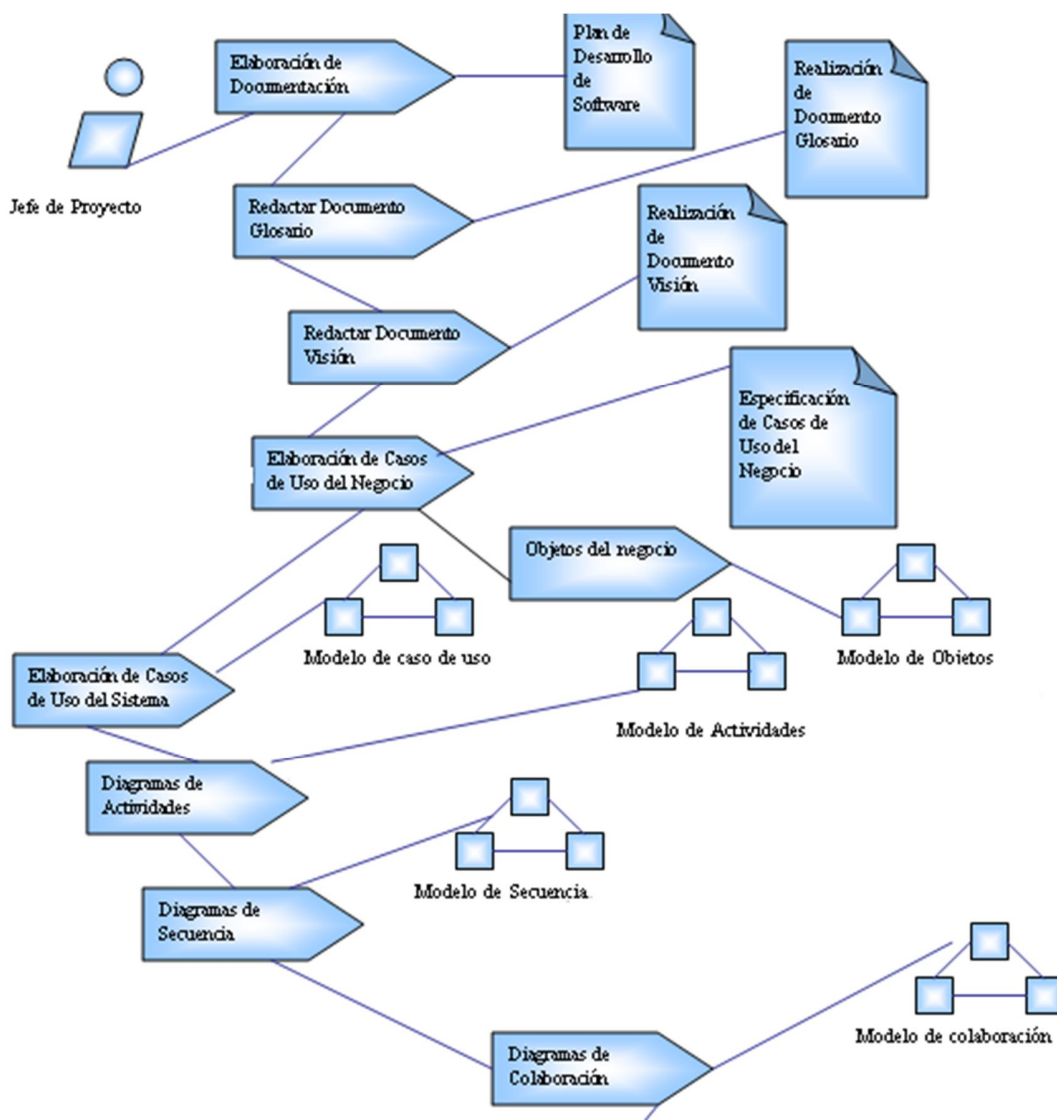 Elaboración de
Documentación
Plan de
Desarrollo
de
Software
Realización
de
Documento
Glosario
Jefe de Proyecto
Redactar Documento
Glosario
Realización
de
Documento
Visión
Redactar Documento
Visión
Especificación
de Casos de
Uso del
Negocio
Elaboración de Casos
de Uso del Negocio
Objetos del negocio
Modelo de caso de uso
Modelo de Objetos
Elaboración de Casos
de Uso del Sistema
Modelo de Actividades
Diagramas de
Actividades
Modelo de Secuencia.
Diagramas de
Secuencia
Modelo de colaboración
Diagramas de
Colaboración